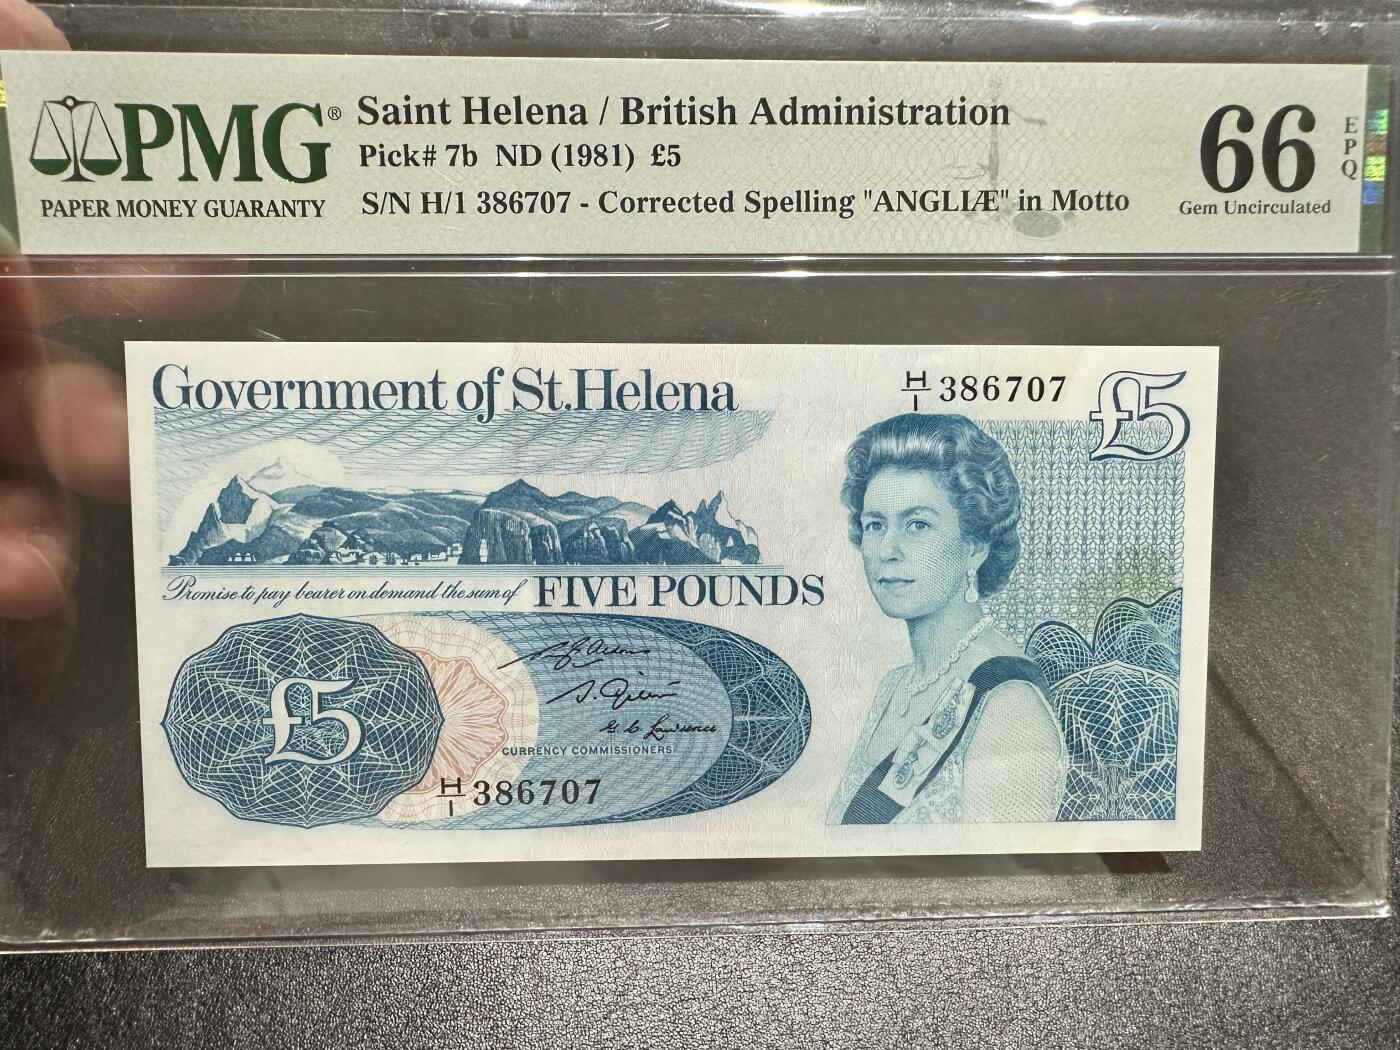 PMG®
PAPER MONEY GUARANTY
Saint Helena / British Administration
Pick# 7b ND (1981) £5
S/N H/1 386707 - Corrected Spelling "ANGLIÆ" in Motto
66
EPQ
Gem Uncirculated
Government of St.Helena
H/1 386707
£5
Promise to pay bearer on demand the sum of FIVE POUNDS
£5
G C Lawrence
CURRENCY COMMISSIONERS
H/1 386707